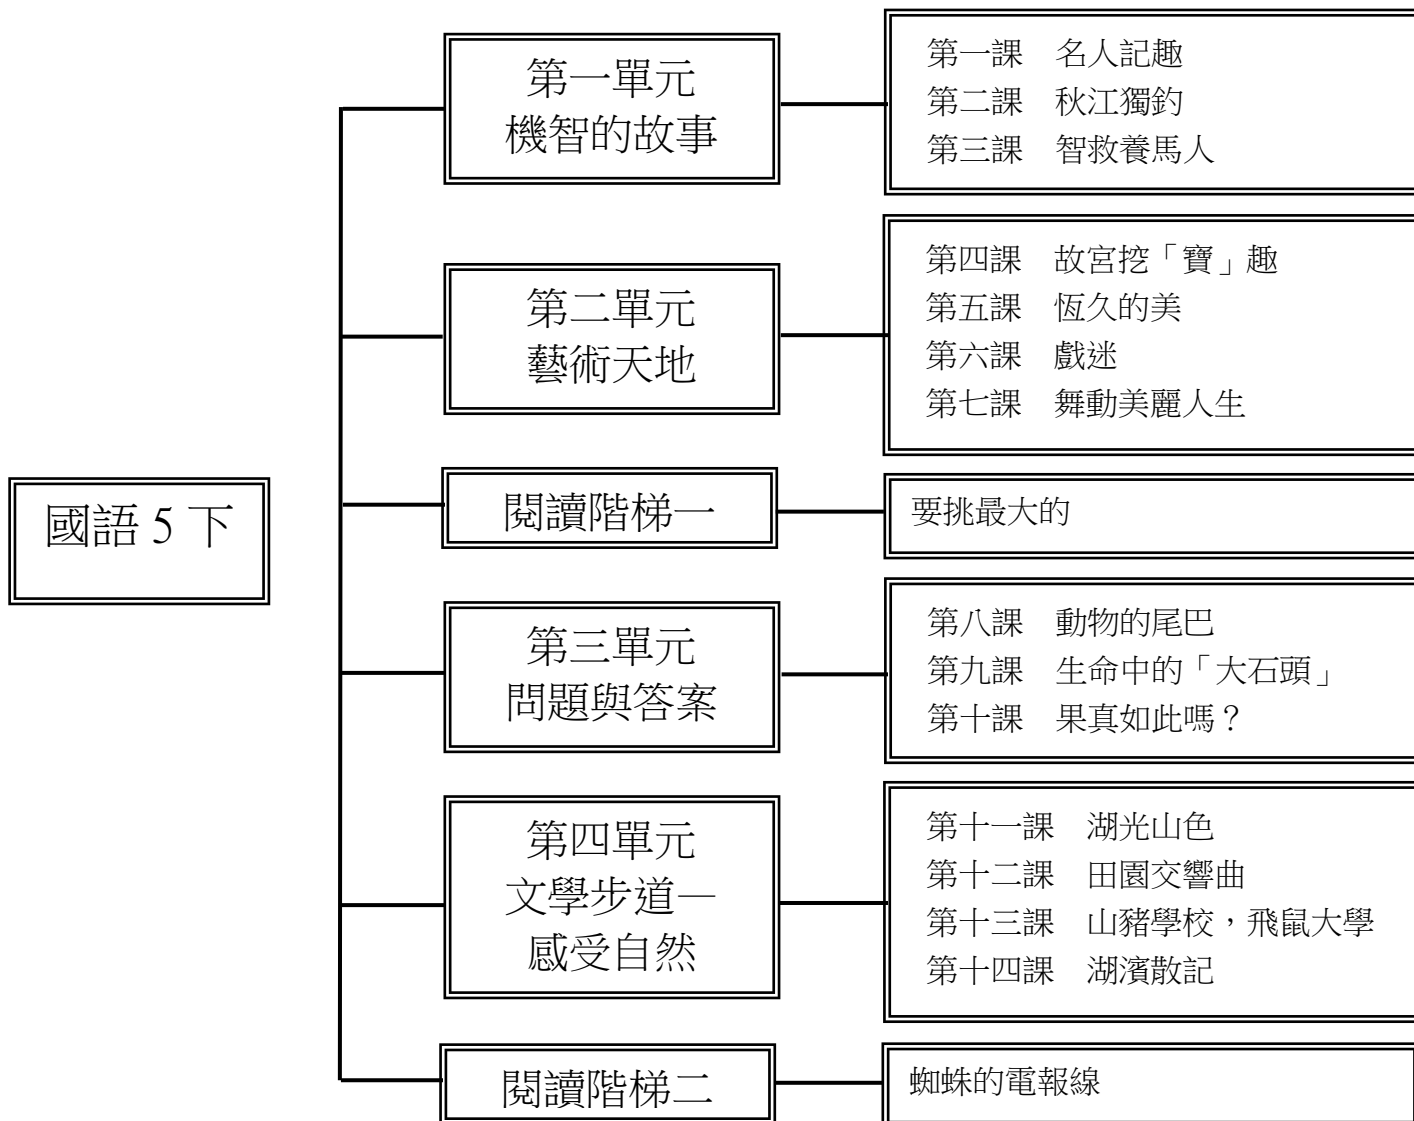 國語 5 下
第一單元
機智的故事
第一課　名人記趣
第二課　秋江獨釣
第三課　智救養馬人
第二單元
藝術天地
第四課　故宮挖「寶」趣
第五課　恆久的美
第六課　戲迷
第七課　舞動美麗人生
閱讀階梯一
要挑最大的
第三單元
問題與答案
第八課　動物的尾巴
第九課　生命中的「大石頭」
第十課　果真如此嗎？
第四單元
文學步道—
感受自然
第十一課　湖光山色
第十二課　田園交響曲
第十三課　山豬學校，飛鼠大學
第十四課　湖濱散記
閱讀階梯二
蜘蛛的電報線